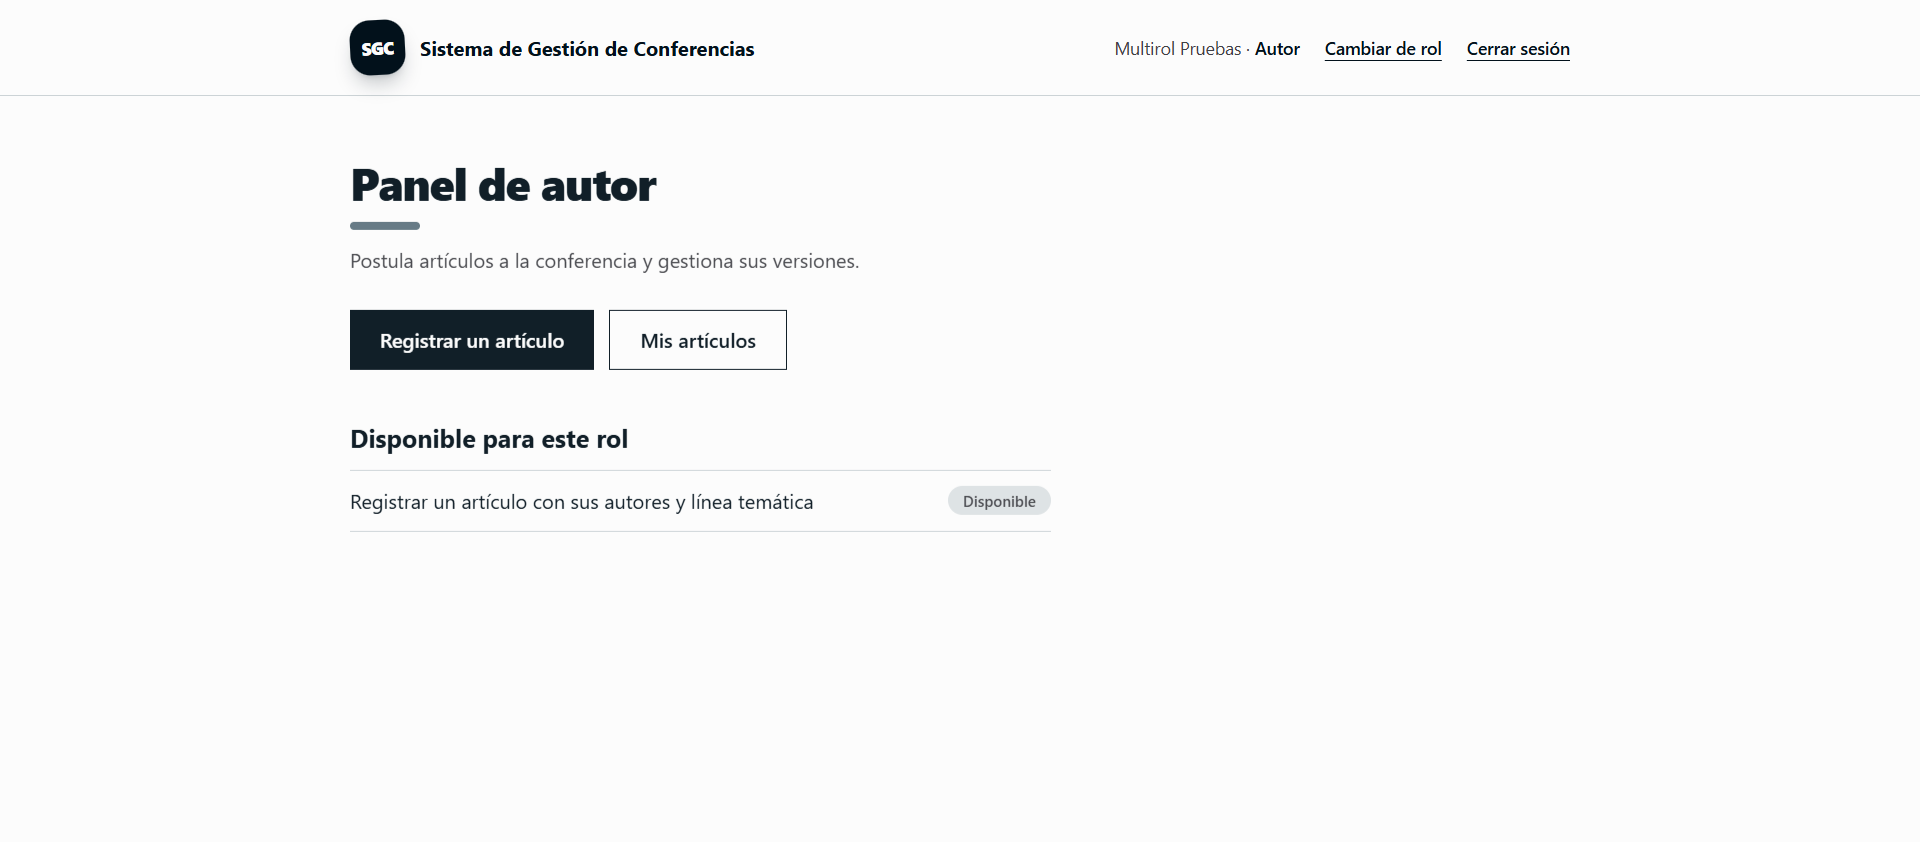 SGC Sistema de Gestión de Conferencias
Multirol Pruebas · Autor Cambiar de rol Cerrar sesión
Panel de autor
Postula artículos a la conferencia y gestiona sus versiones.
Registrar un artículo Mis artículos
Disponible para este rol
Registrar un artículo con sus autores y línea temática Disponible